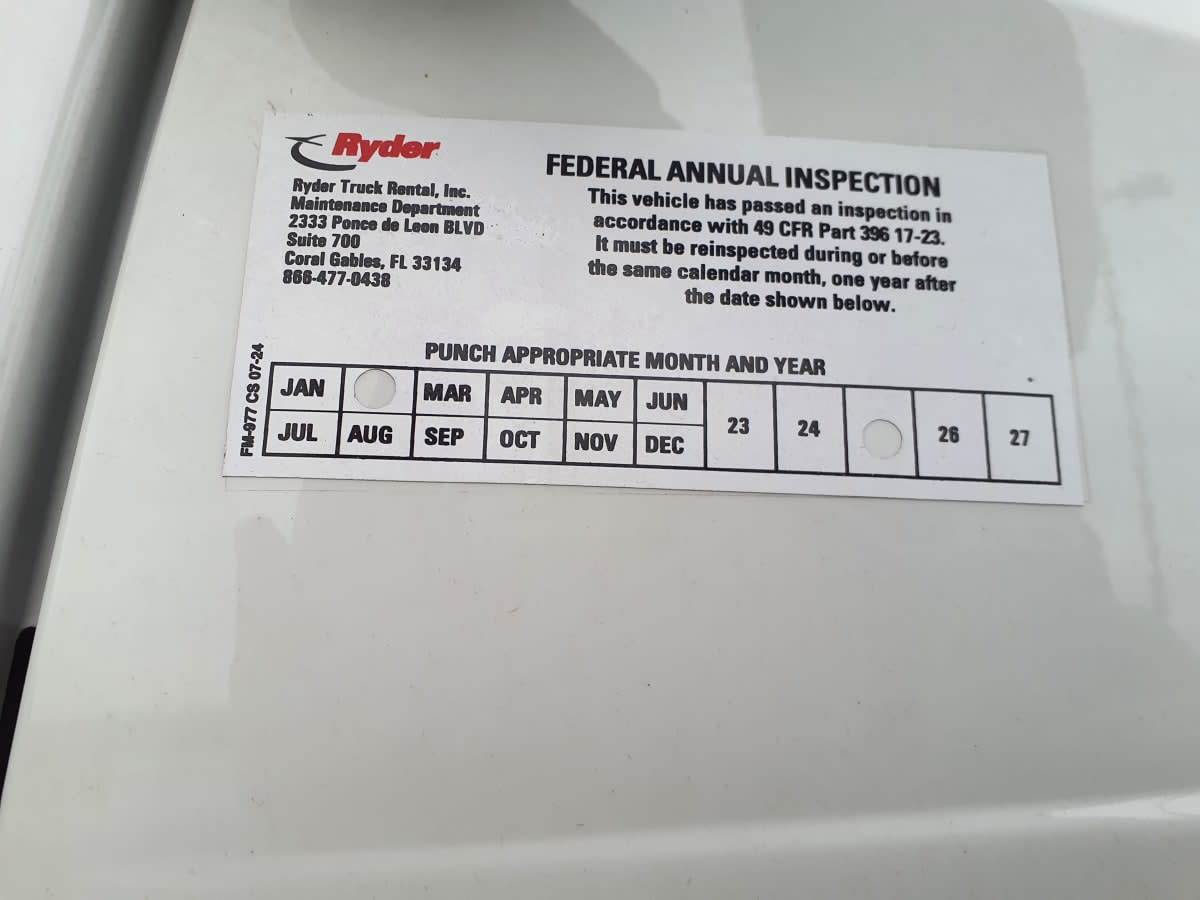 Ryder
Ryder Truck Rental, Inc.
Maintenance Department
2333 Ponce de Leon BLVD
Suite 700
Coral Gables, FL 33134
866-477-0438
FEDERAL ANNUAL INSPECTION
This vehicle has passed an inspection in
accordance with 49 CFR Part 396 17-23.
It must be reinspected during or before
the same calendar month, one year after
the date shown below.
PUNCH APPROPRIATE MONTH AND YEAR
FM-977 CS 07-24
JAN MAR APR MAY JUN
JUL AUG SEP OCT NOV DEC
23 24 26 27